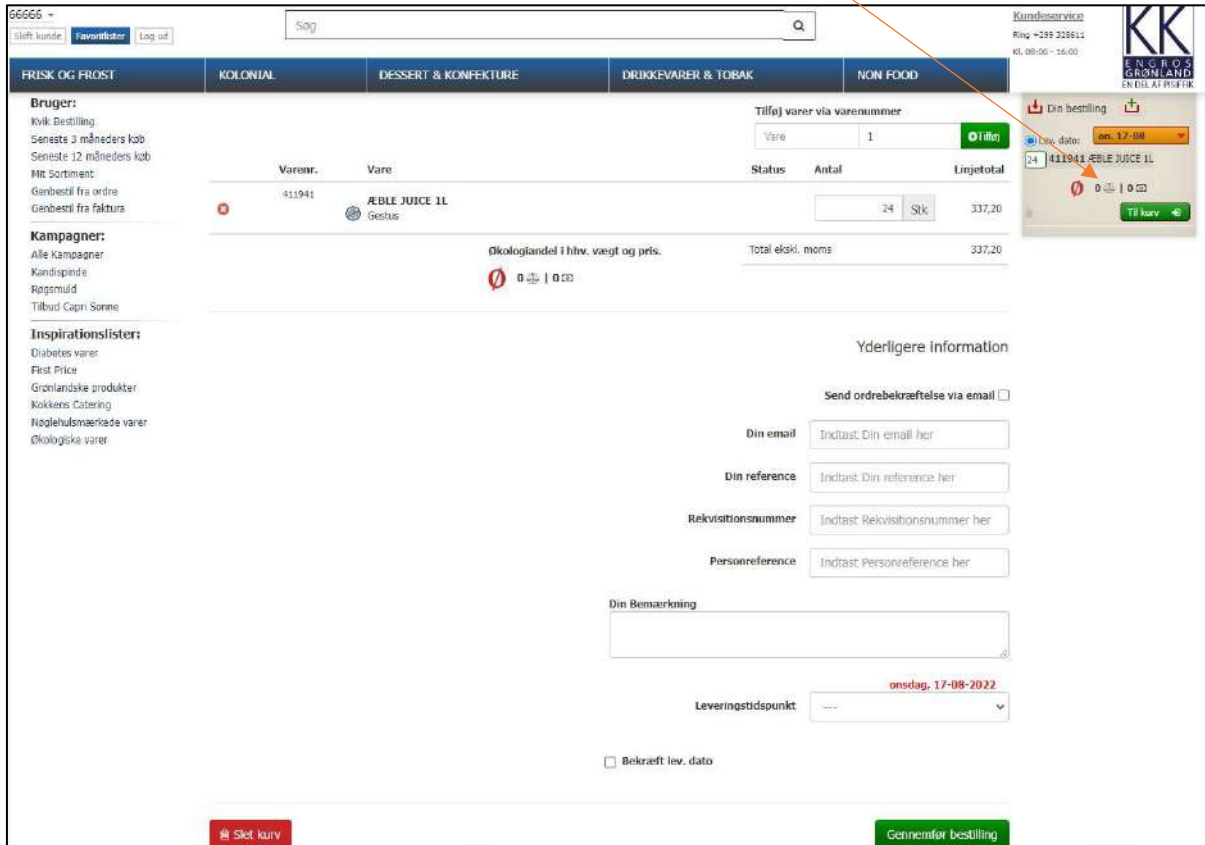 66666
Skift kunde Favoritlister Log ud
Søg
Kundeservice
Ring +299 328611
Kl. 08:00 - 16:00
KK
ENGROS
GRØNLAND
EN DEL AF PISIFFIK
FRISK OG FROST KOLONIAL DESSERT & KONFEKTURE DRIKKEVARER & TOBAK NON FOOD
Bruger:
Kvik Bestilling
Seneste 3 måneders køb
Seneste 12 måneders køb
Mit Sortiment
Genbestil fra ordre
Genbestil fra faktura
Kampagner:
Alle Kampagner
Kandispinde
Røgsmuld
Tilbud Capri Sonne
Inspirationslister:
Diabetes varer
First Price
Grønlandske produkter
Kokkens Catering
Nøglehulsmærkede varer
Økologiske varer
Tilføj varer via varenummer
Vare 1 Tilføj
Varenr. Vare Status Antal Linjetotal
411941 ÆBLE JUICE 1L 24 Stk 337,20
Gestus
Økologiandel i hhv. vægt og pris. Total ekskl. moms 337,20
Ø 0 | 0
Yderligere information
Send ordrebekræftelse via email
Din email Indtast Din email her
Din reference Indtast Din reference her
Rekvisitionsnummer Indtast Rekvisitionsnummer her
Personreference Indtast Personreference her
Din Bemærkning
onsdag, 17-08-2022
Leveringstidspunkt ---
Bekræft lev. dato
Slet kurv Gennemfør bestilling
Din bestilling
Lev. dato: on. 17-08
24 411941 ÆBLE JUICE 1L
Ø 0 | 0
Til kurv